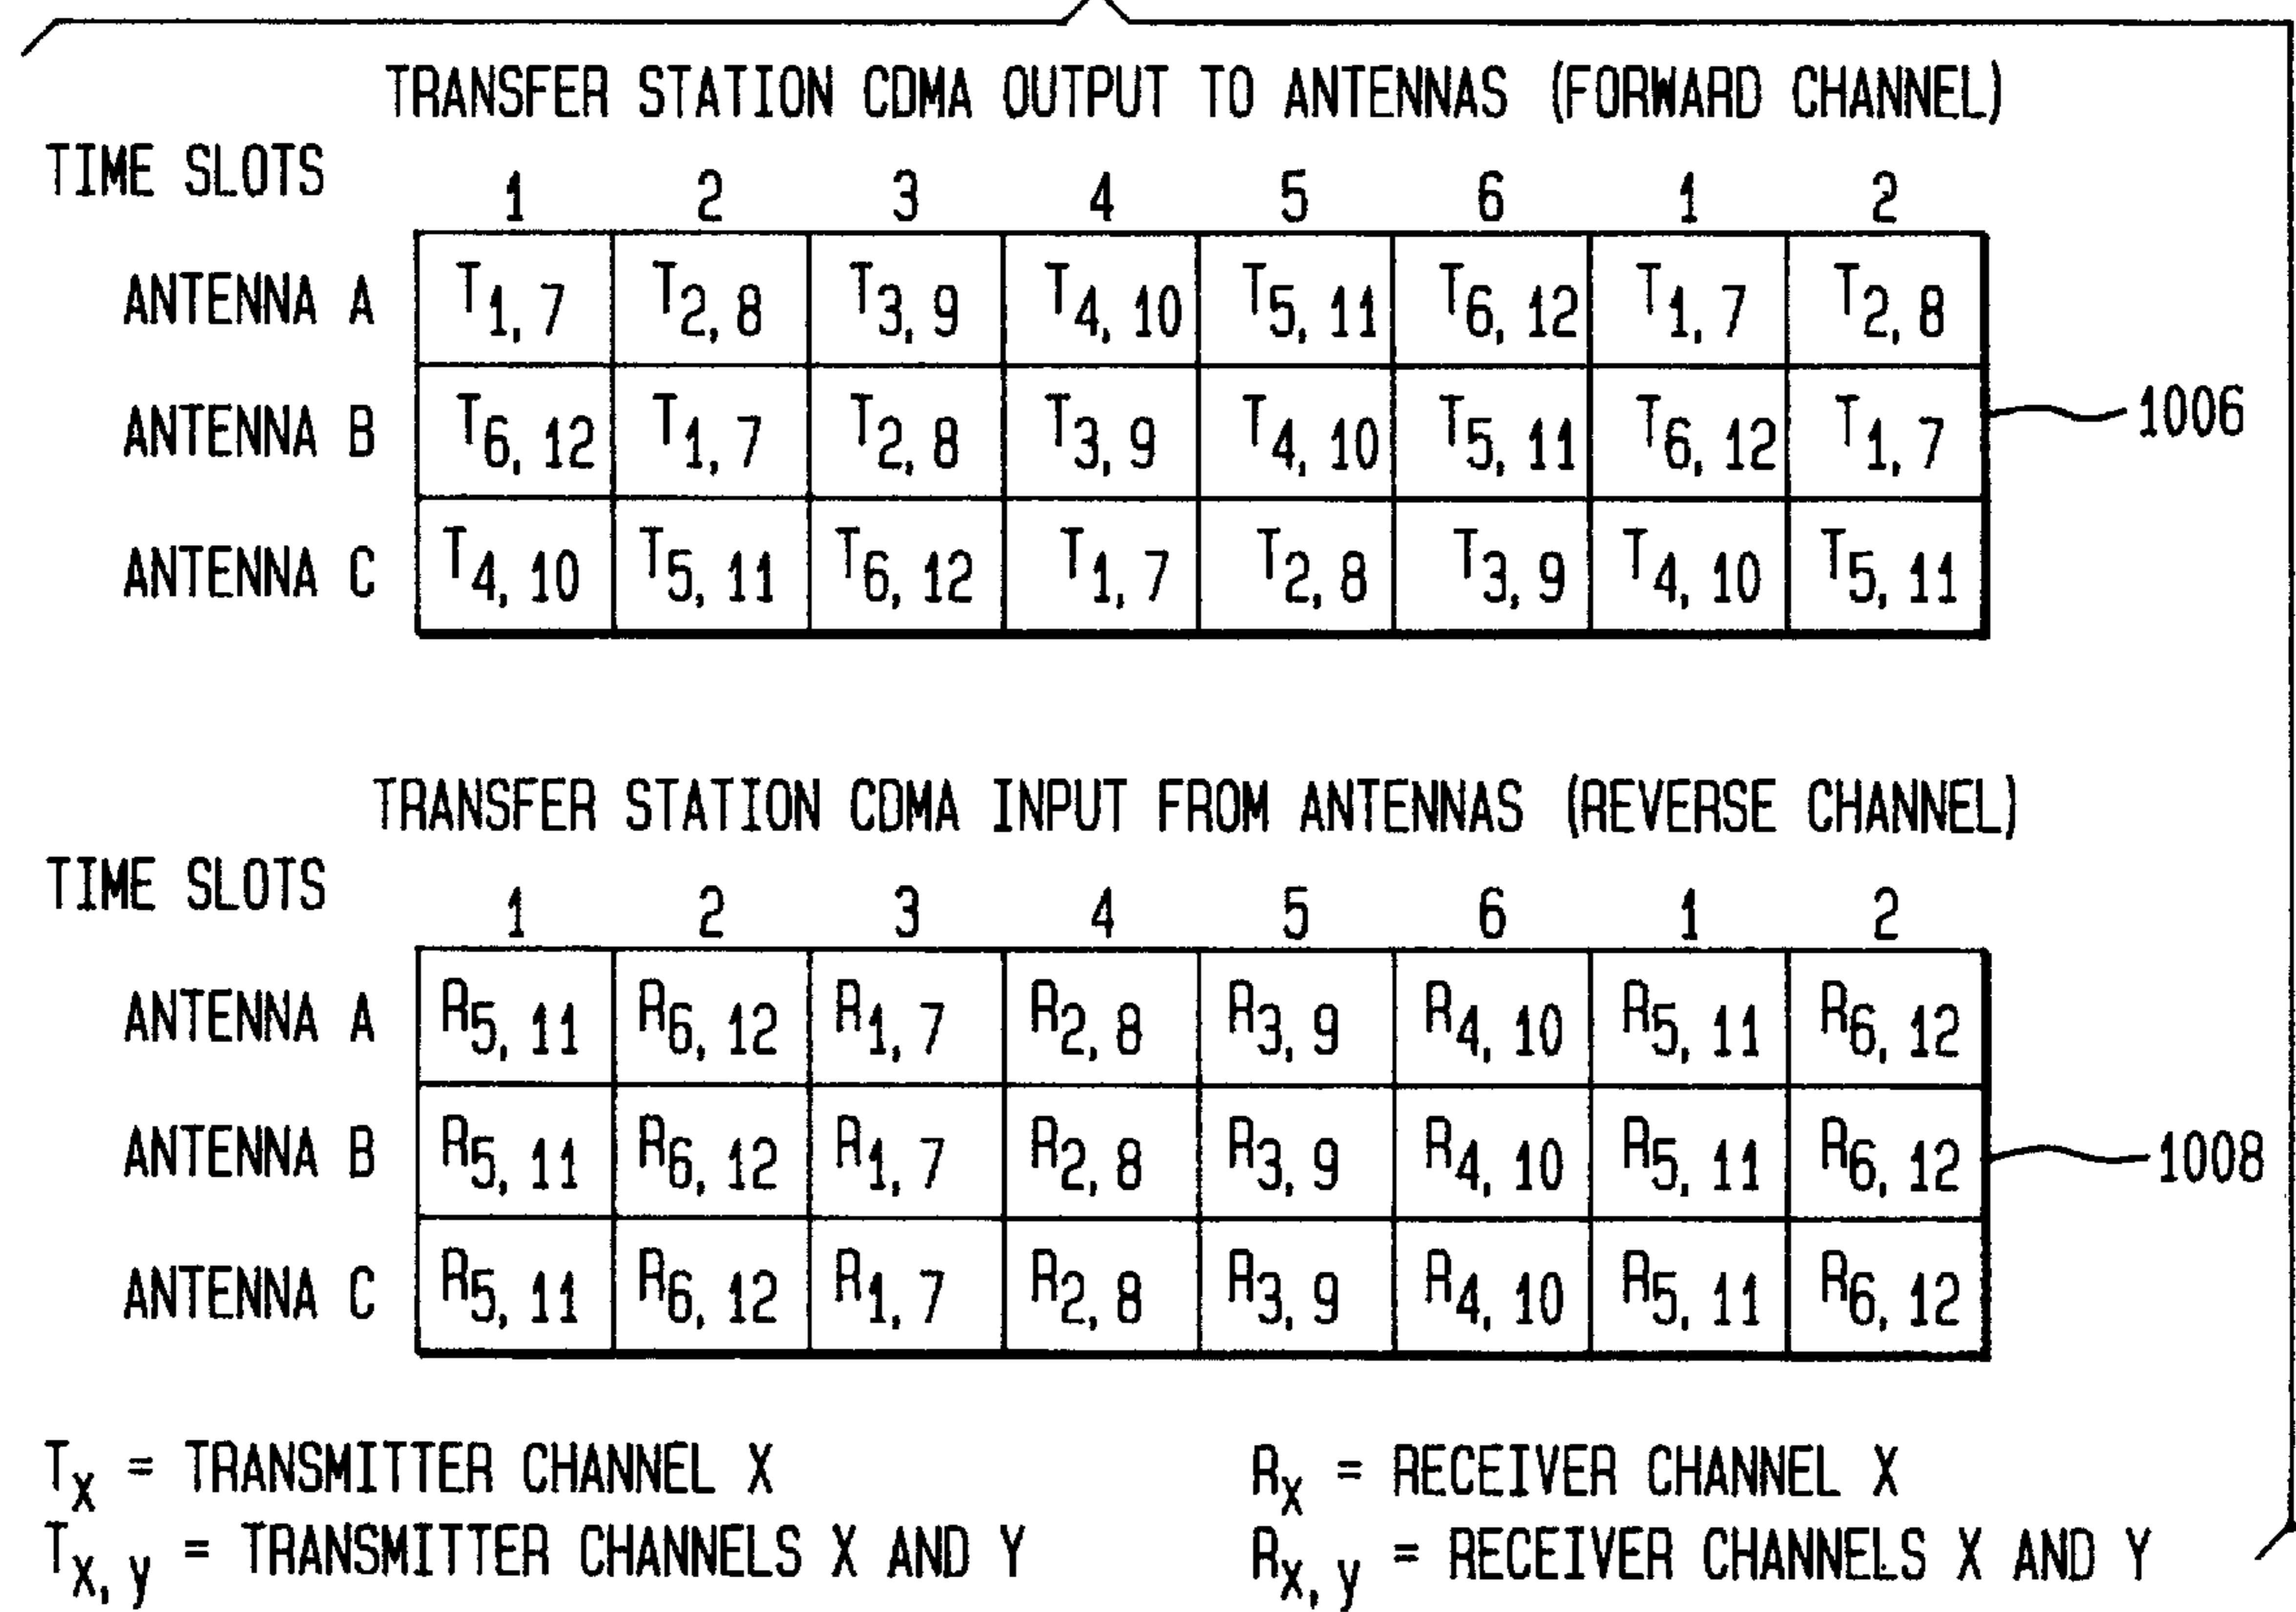 TRANSFER STATION CDMA OUTPUT TO ANTENNAS (FORWARD CHANNEL)
TIME SLOTS 1 2 3 4 5 6 1 2
ANTENNA A T1, 7 T2, 8 T3, 9 T4, 10 T5, 11 T6, 12 T1, 7 T2, 8
ANTENNA B T6, 12 T1, 7 T2, 8 T3, 9 T4, 10 T5, 11 T6, 12 T1, 7 1006
ANTENNA C T4, 10 T5, 11 T6, 12 T1, 7 T2, 8 T3, 9 T4, 10 T5, 11
TRANSFER STATION CDMA INPUT FROM ANTENNAS (REVERSE CHANNEL)
TIME SLOTS 1 2 3 4 5 6 1 2
ANTENNA A R5, 11 R6, 12 R1, 7 R2, 8 R3, 9 R4, 10 R5, 11 R6, 12
ANTENNA B R5, 11 R6, 12 R1, 7 R2, 8 R3, 9 R4, 10 R5, 11 R6, 12 1008
ANTENNA C R5, 11 R6, 12 R1, 7 R2, 8 R3, 9 R4, 10 R5, 11 R6, 12
Tx = TRANSMITTER CHANNEL X
Tx, y = TRANSMITTER CHANNELS X AND Y
Rx = RECEIVER CHANNEL X
Rx, y = RECEIVER CHANNELS X AND Y